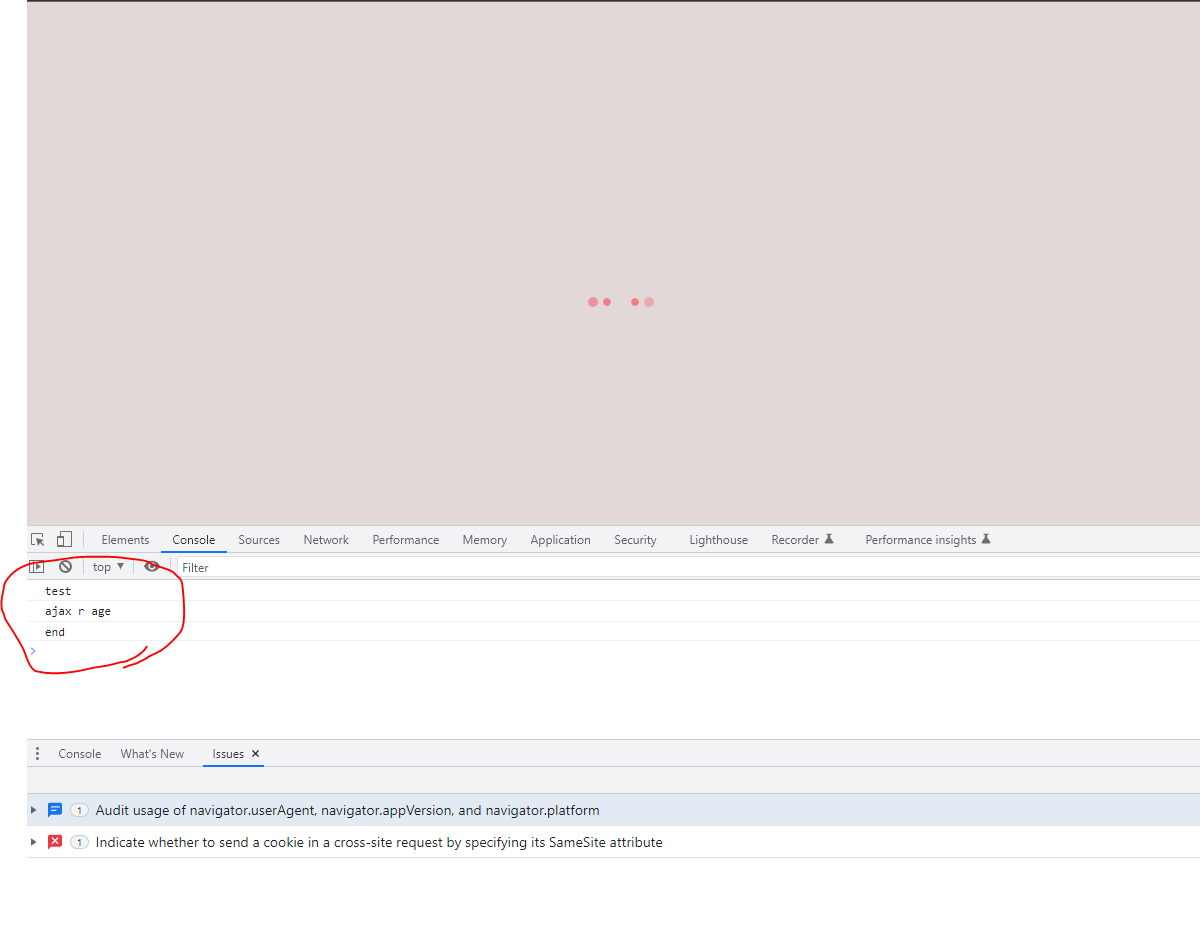 Elements Console Sources Network Performance Memory Application Security Lighthouse Recorder Performance insights
top ▼ Filter
test
ajax r age
end
Console What's New Issues ×
1 Audit usage of navigator.userAgent, navigator.appVersion, and navigator.platform
1 Indicate whether to send a cookie in a cross-site request by specifying its SameSite attribute